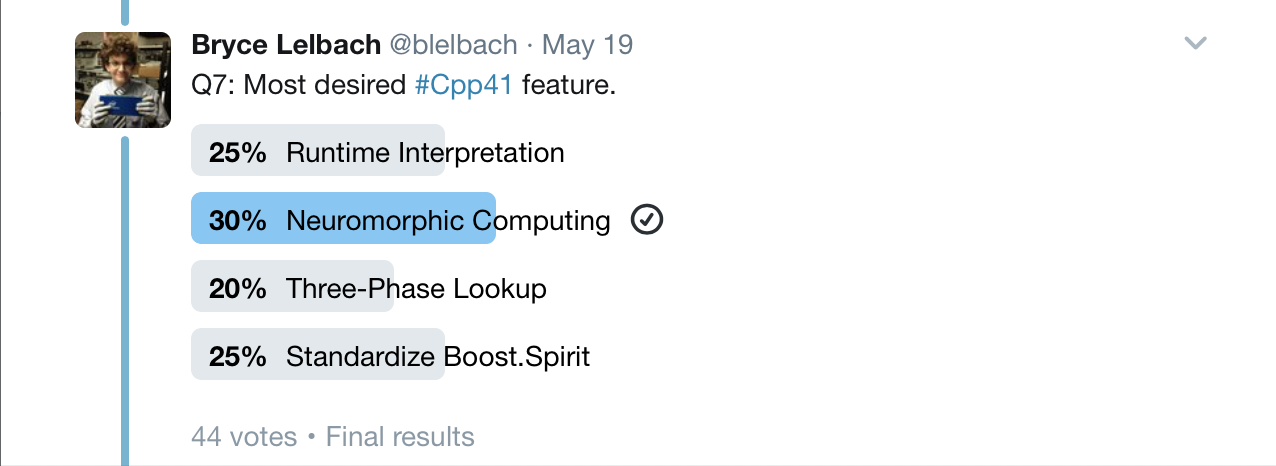 Bryce Lelbach @blelbach · May 19
Q7: Most desired #Cpp41 feature.
25% Runtime Interpretation
30% Neuromorphic Computing
20% Three-Phase Lookup
25% Standardize Boost.Spirit
44 votes • Final results